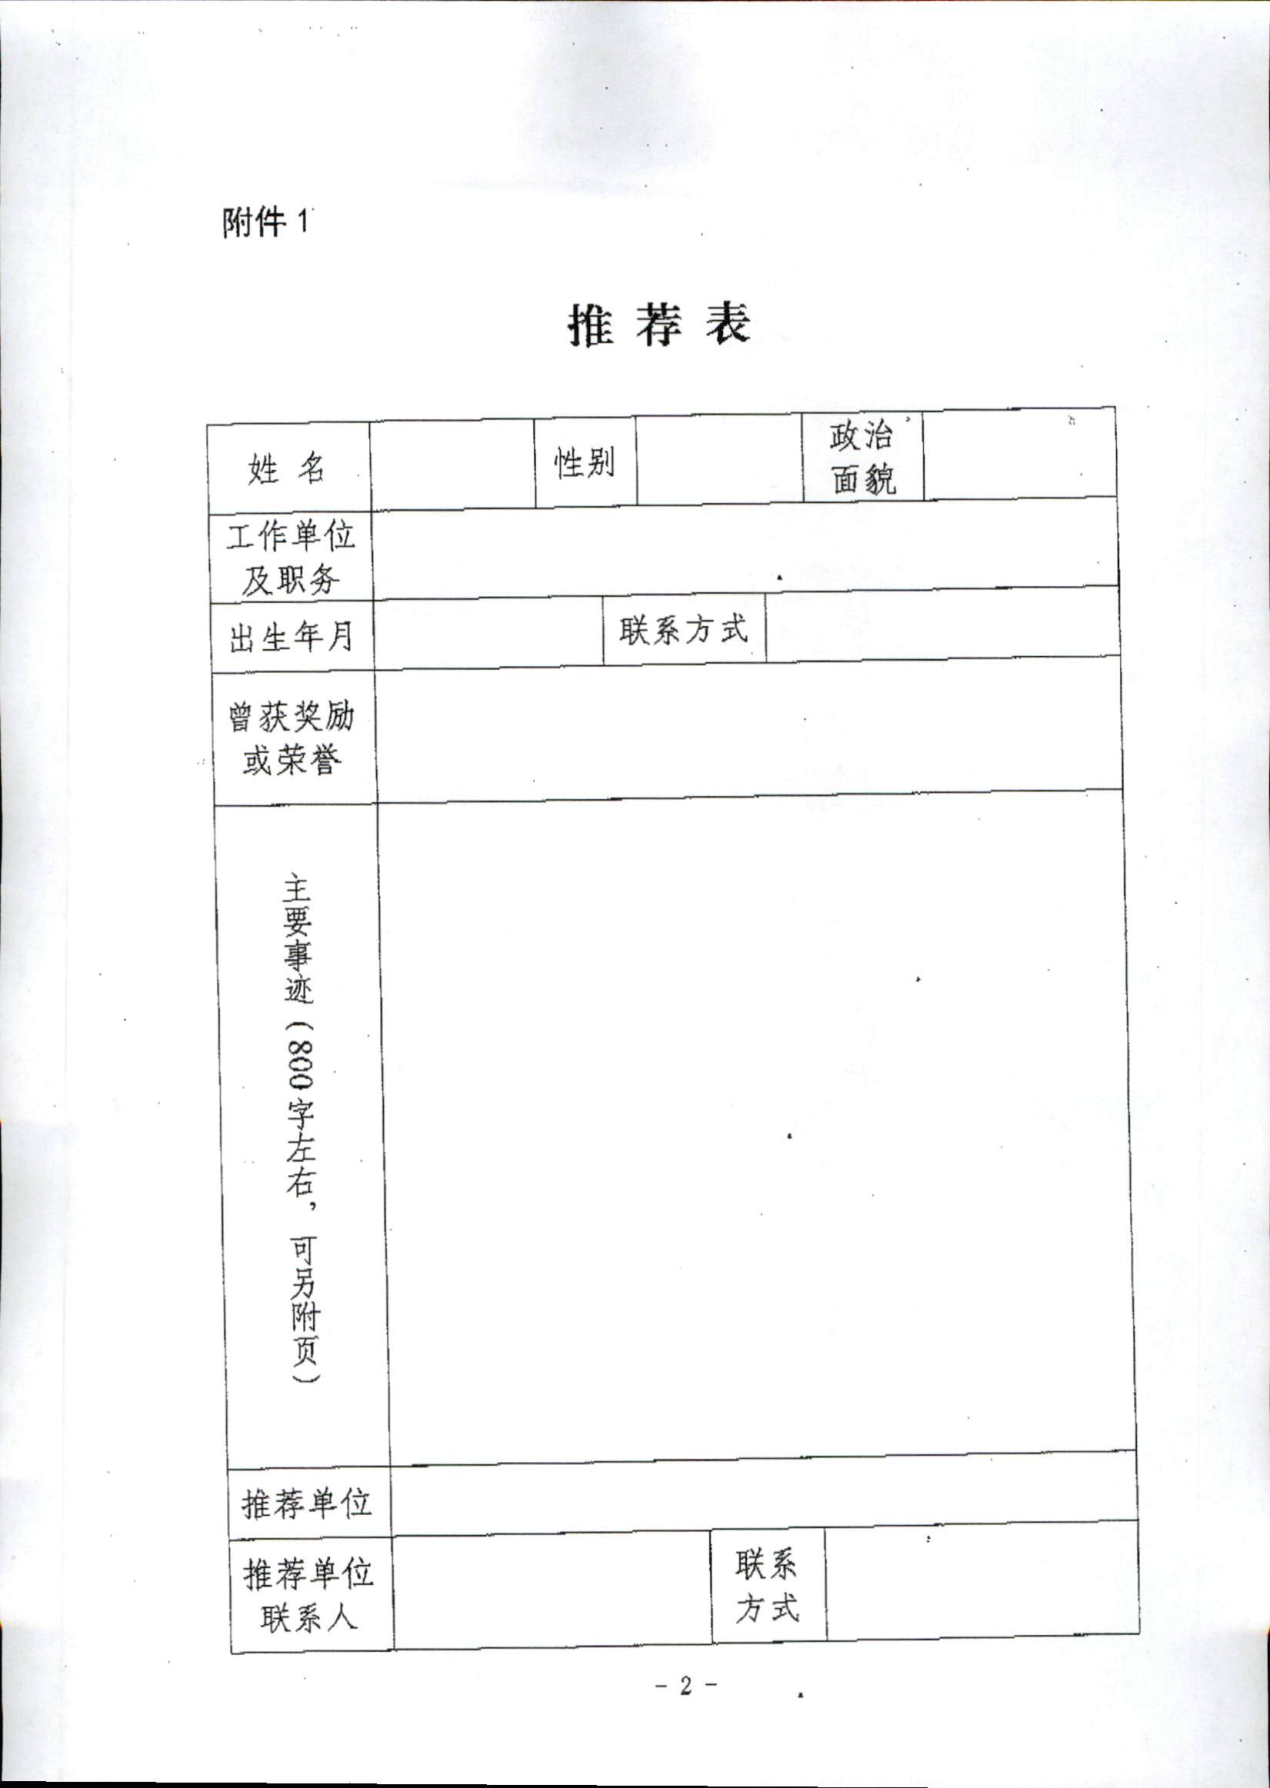 附件1
推荐表
姓名
性别
政治
面貌
工作单位
及职务
出生年月
联系方式
曾获奖励
或荣誉
主要事迹(800字左右，可另附页)
推荐单位
推荐单位
联系人
联系
方式
- 2 -